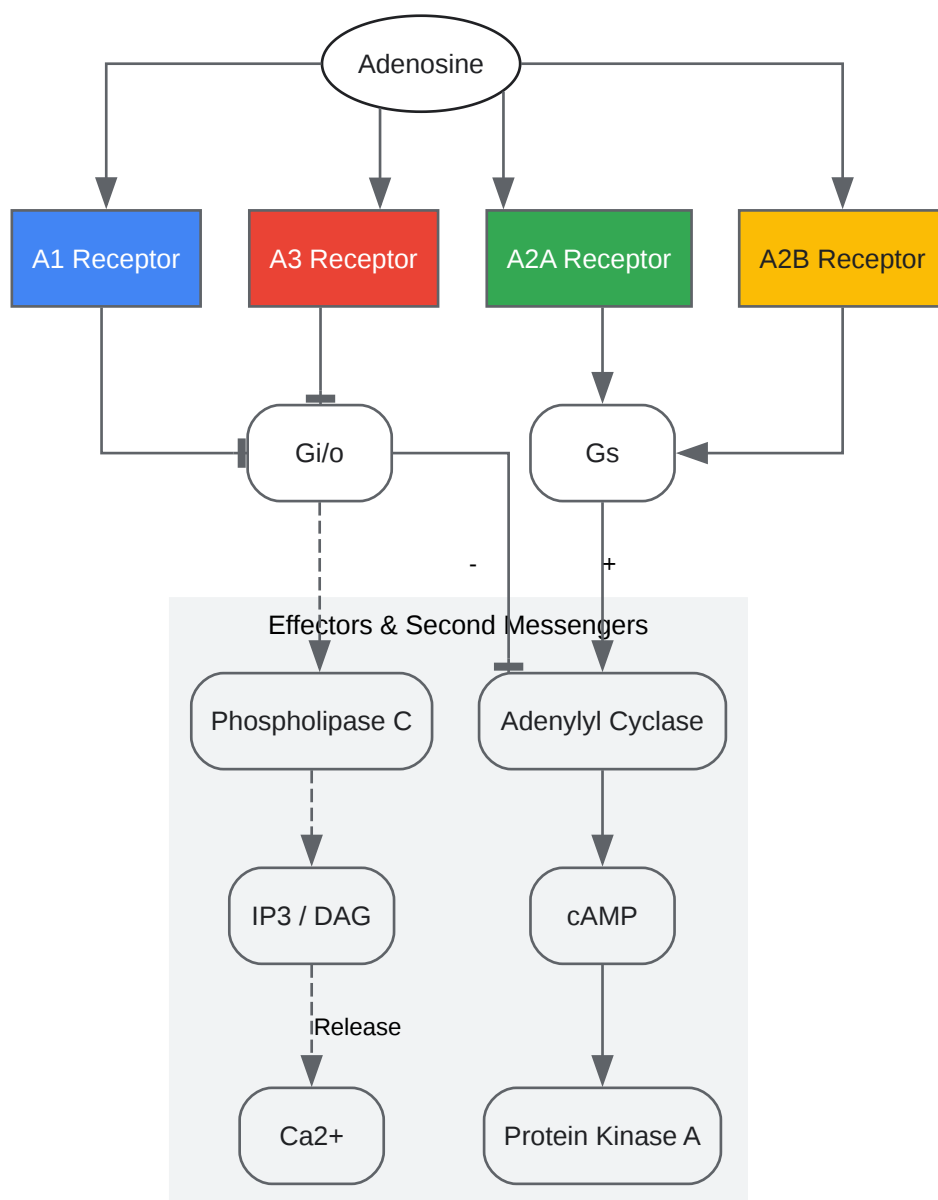 Adenosine
A1 Receptor
A3 Receptor
A2A Receptor
A2B Receptor
Gi/o
Gs
-
+
Effectors & Second Messengers
Phospholipase C
Adenylyl Cyclase
IP3 / DAG
cAMP
Release
Ca2+
Protein Kinase A